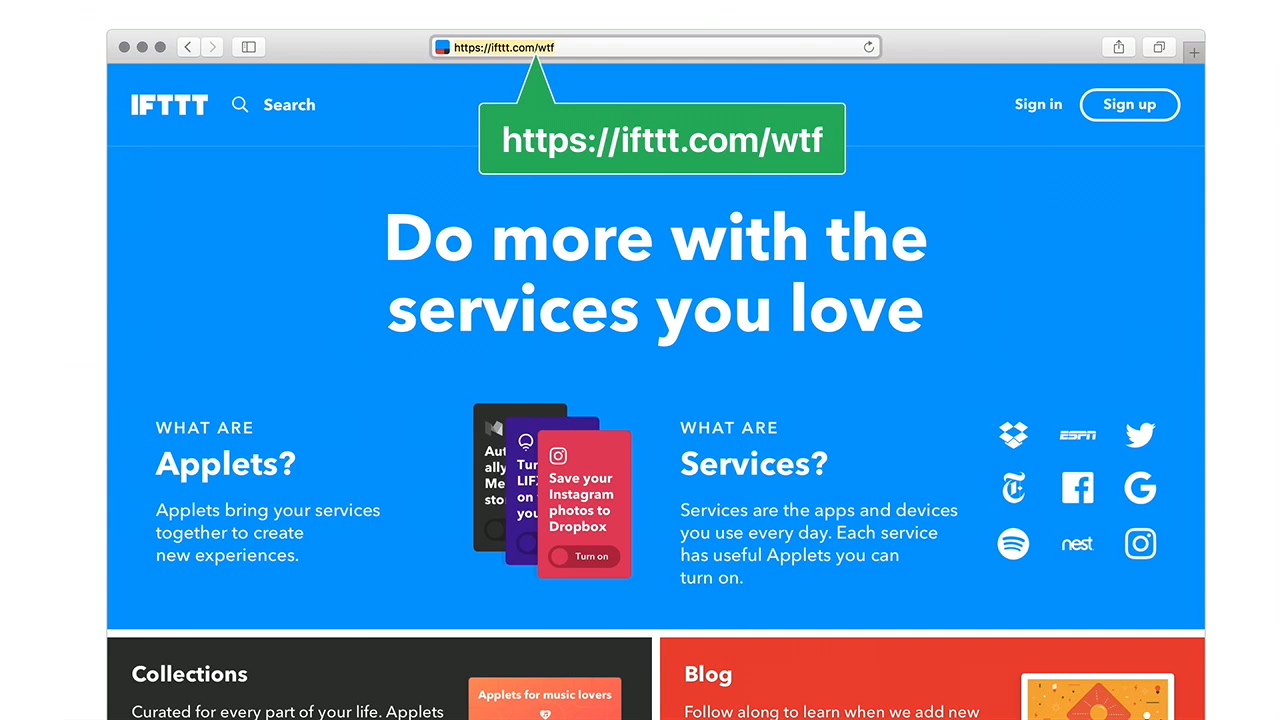 https://ifttt.com/wtf
IFTTT
Search
Sign in
Sign up
https://ifttt.com/wtf
Do more with the
services you love
WHAT ARE
Applets?
Applets bring your services
together to create
new experiences.
Save your
Instagram
photos to
Dropbox
Turn on
WHAT ARE
Services?
Services are the apps and devices
you use every day. Each service
has useful Applets you can
turn on.
ESPN
nest
Collections
Curated for every part of your life. Applets
Applets for music lovers
Blog
Follow along to learn when we add new